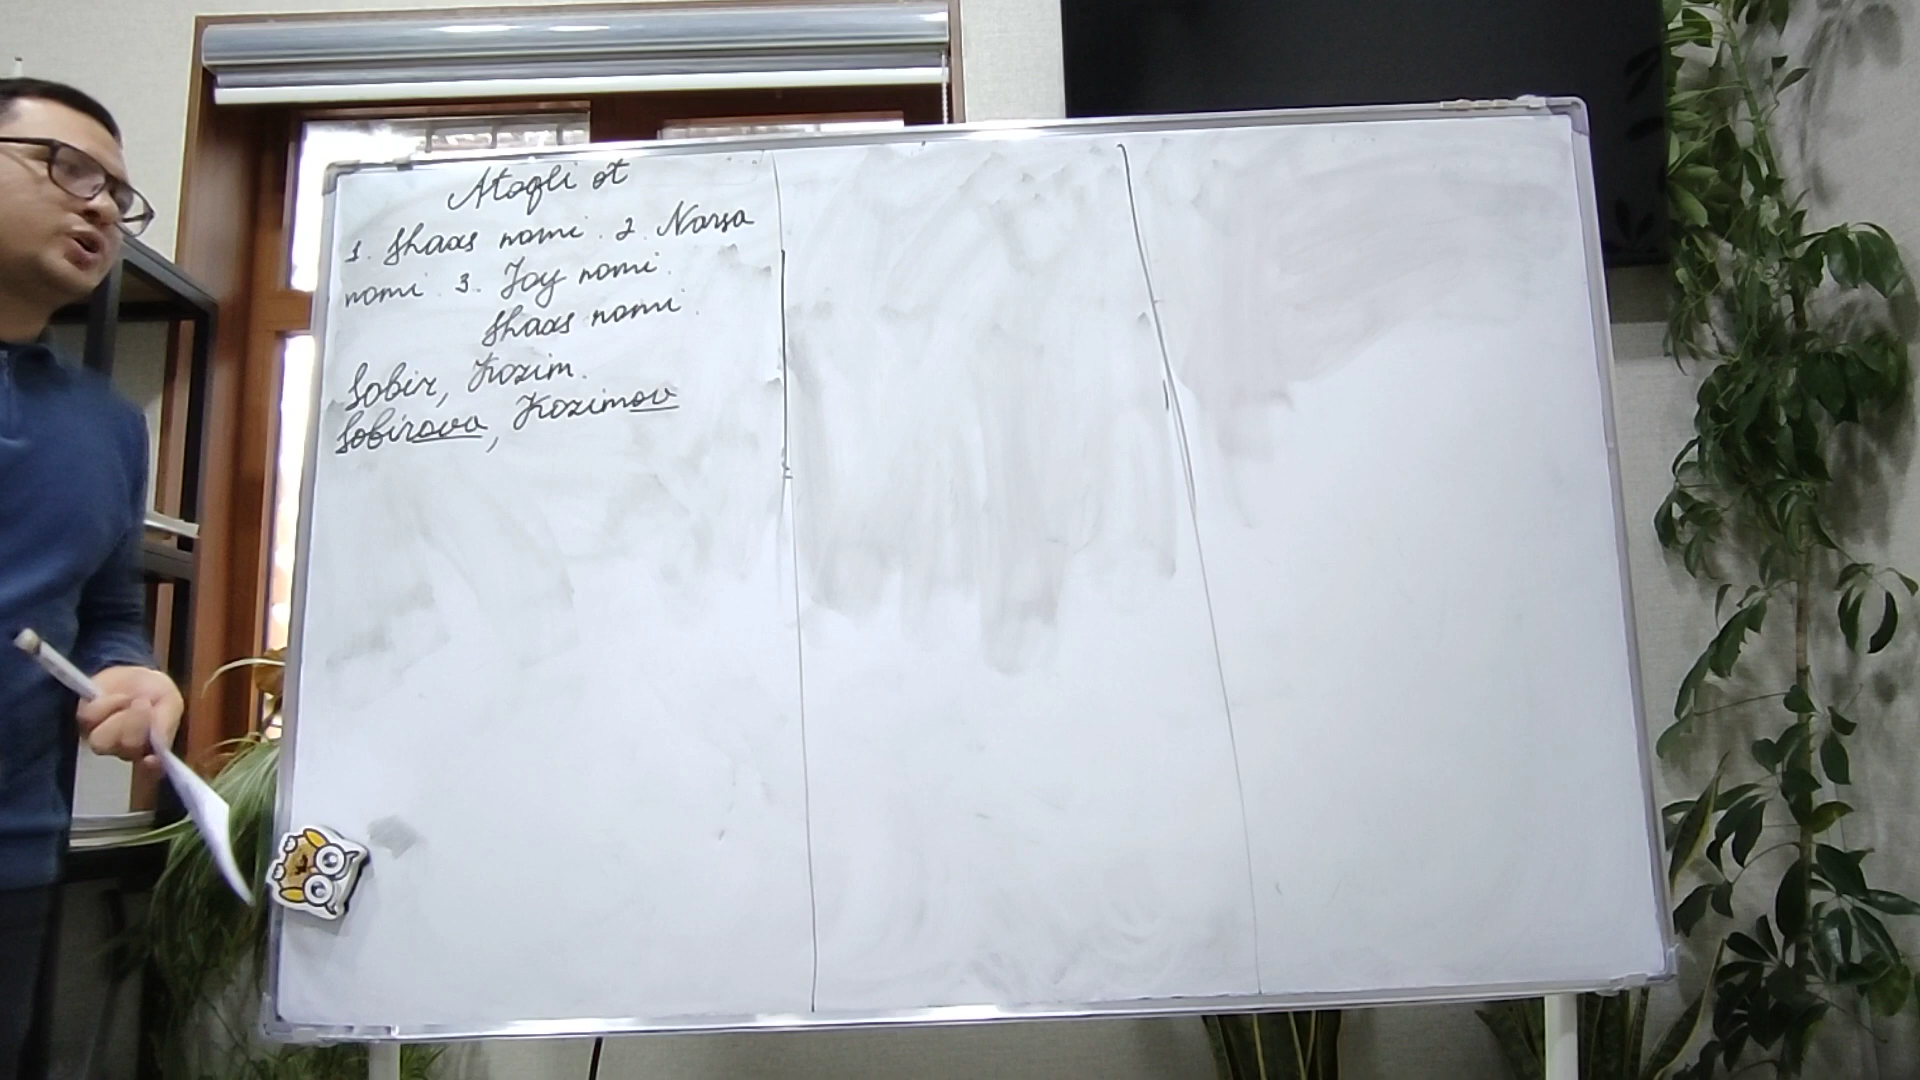 Atoqli ot
1. Shaxs nomi. 2. Narsa
nomi. 3. Joy nomi.
Shaxs nomi.
Sobir, Kozim.
Sobirova, Kozimov